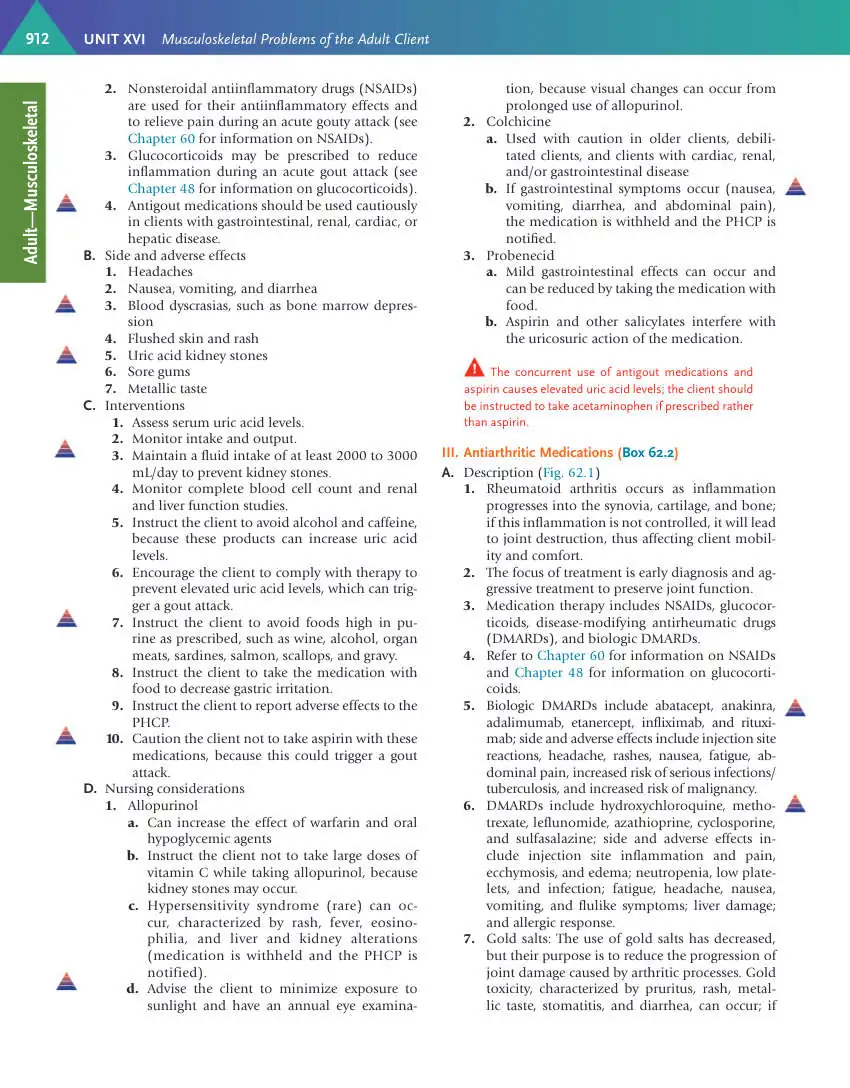 912
UNIT XVI Musculoskeletal Problems of the Adult Client
Adult—Musculoskeletal
2. Nonsteroidal antiinflammatory drugs (NSAIDs)
are used for their antiinflammatory effects and
to relieve pain during an acute gouty attack (see
Chapter 60 for information on NSAIDs).
3. Glucocorticoids may be prescribed to reduce
inflammation during an acute gout attack (see
Chapter 48 for information on glucocorticoids).
4. Antigout medications should be used cautiously
in clients with gastrointestinal, renal, cardiac, or
hepatic disease.
B. Side and adverse effects
1. Headaches
2. Nausea, vomiting, and diarrhea
3. Blood dyscrasias, such as bone marrow depres-
sion
4. Flushed skin and rash
5. Uric acid kidney stones
6. Sore gums
7. Metallic taste
C. Interventions
1. Assess serum uric acid levels.
2. Monitor intake and output.
3. Maintain a fluid intake of at least 2000 to 3000
mL/day to prevent kidney stones.
4. Monitor complete blood cell count and renal
and liver function studies.
5. Instruct the client to avoid alcohol and caffeine,
because these products can increase uric acid
levels.
6. Encourage the client to comply with therapy to
prevent elevated uric acid levels, which can trig-
ger a gout attack.
7. Instruct the client to avoid foods high in pu-
rine as prescribed, such as wine, alcohol, organ
meats, sardines, salmon, scallops, and gravy.
8. Instruct the client to take the medication with
food to decrease gastric irritation.
9. Instruct the client to report adverse effects to the
PHCP.
10. Caution the client not to take aspirin with these
medications, because this could trigger a gout
attack.
D. Nursing considerations
1. Allopurinol
a. Can increase the effect of warfarin and oral
hypoglycemic agents
b. Instruct the client not to take large doses of
vitamin C while taking allopurinol, because
kidney stones may occur.
c. Hypersensitivity syndrome (rare) can oc-
cur, characterized by rash, fever, eosino-
philia, and liver and kidney alterations
(medication is withheld and the PHCP is
notified).
d. Advise the client to minimize exposure to
sunlight and have an annual eye examina-
tion, because visual changes can occur from
prolonged use of allopurinol.
2. Colchicine
a. Used with caution in older clients, debili-
tated clients, and clients with cardiac, renal,
and/or gastrointestinal disease
b. If gastrointestinal symptoms occur (nausea,
vomiting, diarrhea, and abdominal pain),
the medication is withheld and the PHCP is
notified.
3. Probenecid
a. Mild gastrointestinal effects can occur and
can be reduced by taking the medication with
food.
b. Aspirin and other salicylates interfere with
the uricosuric action of the medication.
The concurrent use of antigout medications and
aspirin causes elevated uric acid levels; the client should
be instructed to take acetaminophen if prescribed rather
than aspirin.
III. Antiarthritic Medications (Box 62.2)
A. Description (Fig. 62.1)
1. Rheumatoid arthritis occurs as inflammation
progresses into the synovia, cartilage, and bone;
if this inflammation is not controlled, it will lead
to joint destruction, thus affecting client mobil-
ity and comfort.
2. The focus of treatment is early diagnosis and ag-
gressive treatment to preserve joint function.
3. Medication therapy includes NSAIDs, glucocor-
ticoids, disease-modifying antirheumatic drugs
(DMARDs), and biologic DMARDs.
4. Refer to Chapter 60 for information on NSAIDs
and Chapter 48 for information on glucocorti-
coids.
5. Biologic DMARDs include abatacept, anakinra,
adalimumab, etanercept, infliximab, and rituxi-
mab; side and adverse effects include injection site
reactions, headache, rashes, nausea, fatigue, ab-
dominal pain, increased risk of serious infections/
tuberculosis, and increased risk of malignancy.
6. DMARDs include hydroxychloroquine, metho-
trexate, leflunomide, azathioprine, cyclosporine,
and sulfasalazine; side and adverse effects in-
clude injection site inflammation and pain,
ecchymosis, and edema; neutropenia, low plate-
lets, and infection; fatigue, headache, nausea,
vomiting, and flulike symptoms; liver damage;
and allergic response.
7. Gold salts: The use of gold salts has decreased,
but their purpose is to reduce the progression of
joint damage caused by arthritic processes. Gold
toxicity, characterized by pruritus, rash, metal-
lic taste, stomatitis, and diarrhea, can occur; if